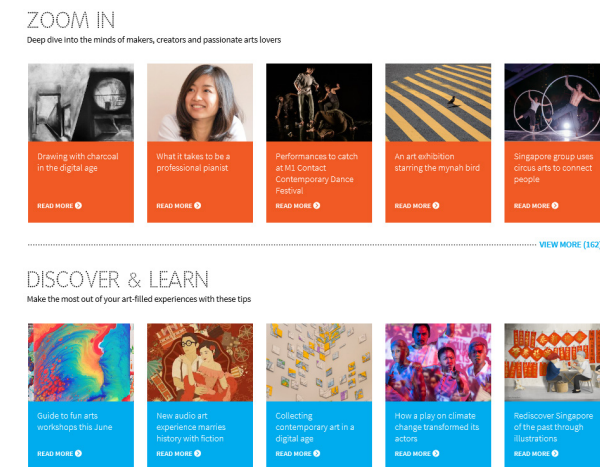 ZOOM IN
Deep dive into the minds of makers, creators and passionate arts lovers
Drawing with charcoal
in the digital age
READ MORE
What it takes to be a
professional pianist
READ MORE
Performances to catch
at M1 Contact
Contemporary Dance
Festival
READ MORE
An art exhibition
starring the mynah bird
READ MORE
Singapore group uses
circus arts to connect
people
READ MORE
VIEW MORE (162)
DISCOVER & LEARN
Make the most out of your art-filled experiences with these tips
Guide to fun arts
workshops this June
READ MORE
New audio art
experience marries
history with fiction
READ MORE
Collecting
contemporary art in a
digital age
READ MORE
How a play on climate
change transformed its
actors
READ MORE
Rediscover Singapore
of the past through
illustrations
READ MORE